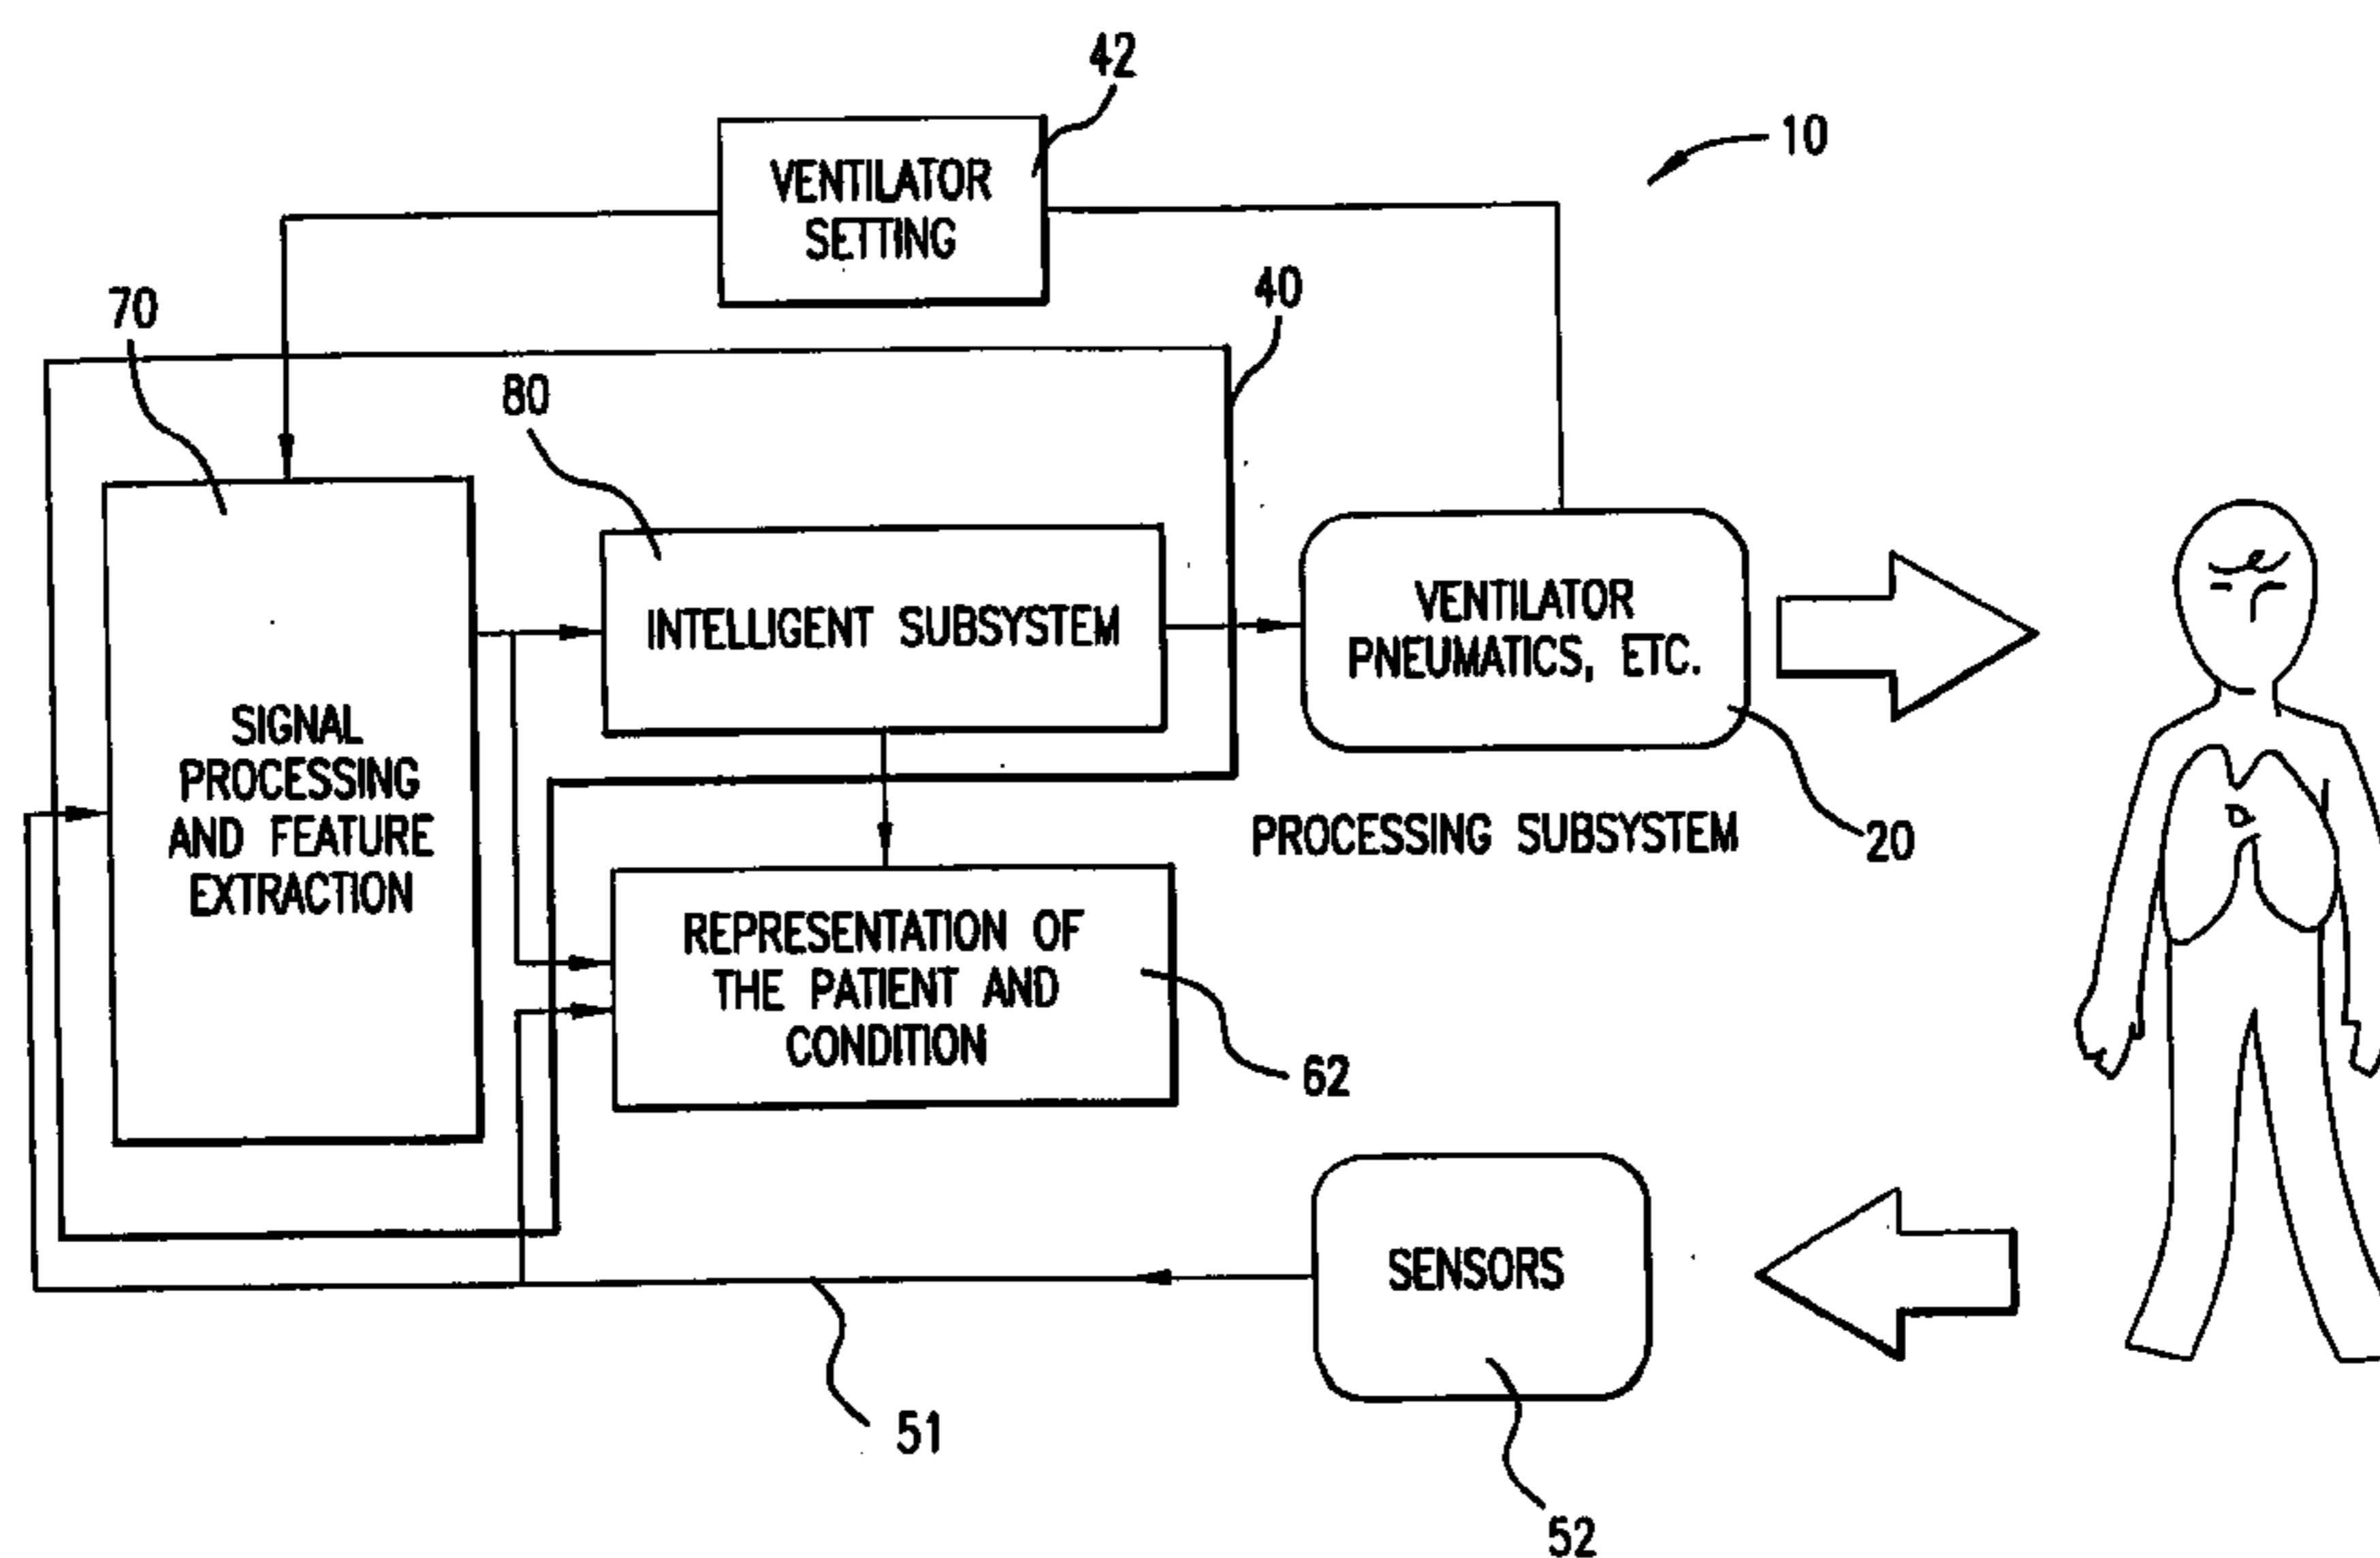 42
VENTILATOR
SETTING
10
70
40
80
INTELLIGENT SUBSYSTEM
VENTILATOR
PNEUMATICS, ETC.
SIGNAL
PROCESSING
AND FEATURE
EXTRACTION
PROCESSING SUBSYSTEM
20
REPRESENTATION OF
THE PATIENT AND
CONDITION
62
SENSORS
51
52